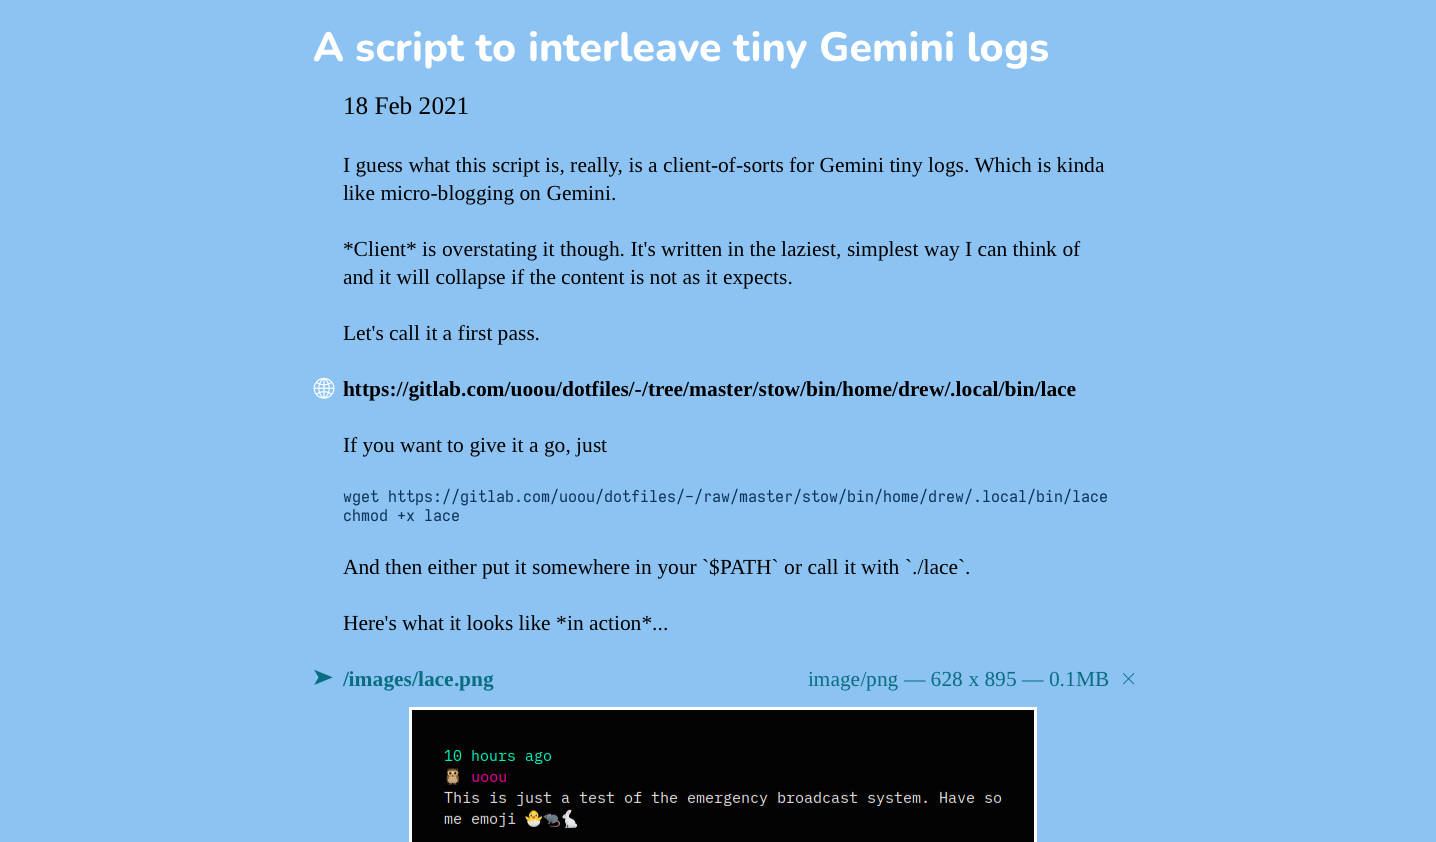 A script to interleave tiny Gemini logs
18 Feb 2021
I guess what this script is, really, is a client-of-sorts for Gemini tiny logs. Which is kinda
like micro-blogging on Gemini.
*Client* is overstating it though. It's written in the laziest, simplest way I can think of
and it will collapse if the content is not as it expects.
Let's call it a first pass.
https://gitlab.com/uoou/dotfiles/-/tree/master/stow/bin/home/drew/.local/bin/lace
If you want to give it a go, just
wget https://gitlab.com/uoou/dotfiles/-/raw/master/stow/bin/home/drew/.local/bin/lace
chmod +x lace
And then either put it somewhere in your `$PATH` or call it with `./lace`.
Here's what it looks like *in action*...
/images/lace.png image/png — 628 x 895 — 0.1MB
10 hours ago
🦉 uoou
This is just a test of the emergency broadcast system. Have so
me emoji 🐣🐀🐇